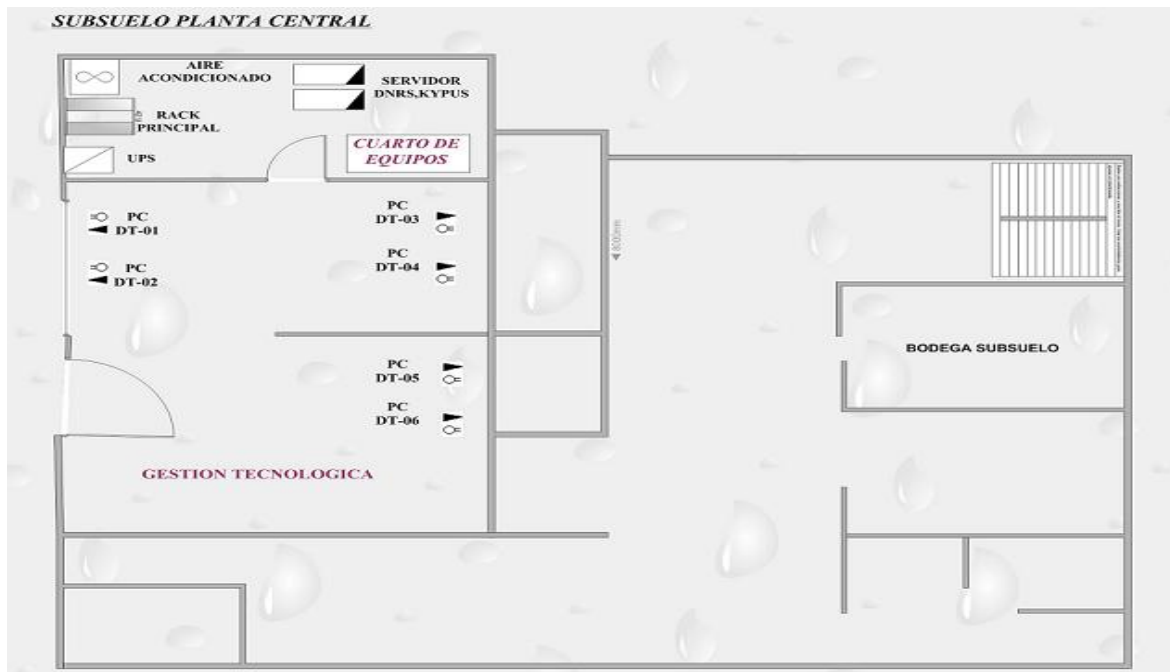 SUBSUELO PLANTA CENTRAL
AIRE
ACONDICIONADO
SERVIDOR
DNRS,KYPUS
RACK
PRINCIPAL
CUARTO DE
EQUIPOS
UPS
PC
DT-01
PC
DT-03
PC
DT-02
PC
DT-04
8000mm
BODEGA SUBSUELO
PC
DT-05
PC
DT-06
GESTION TECNOLOGICA